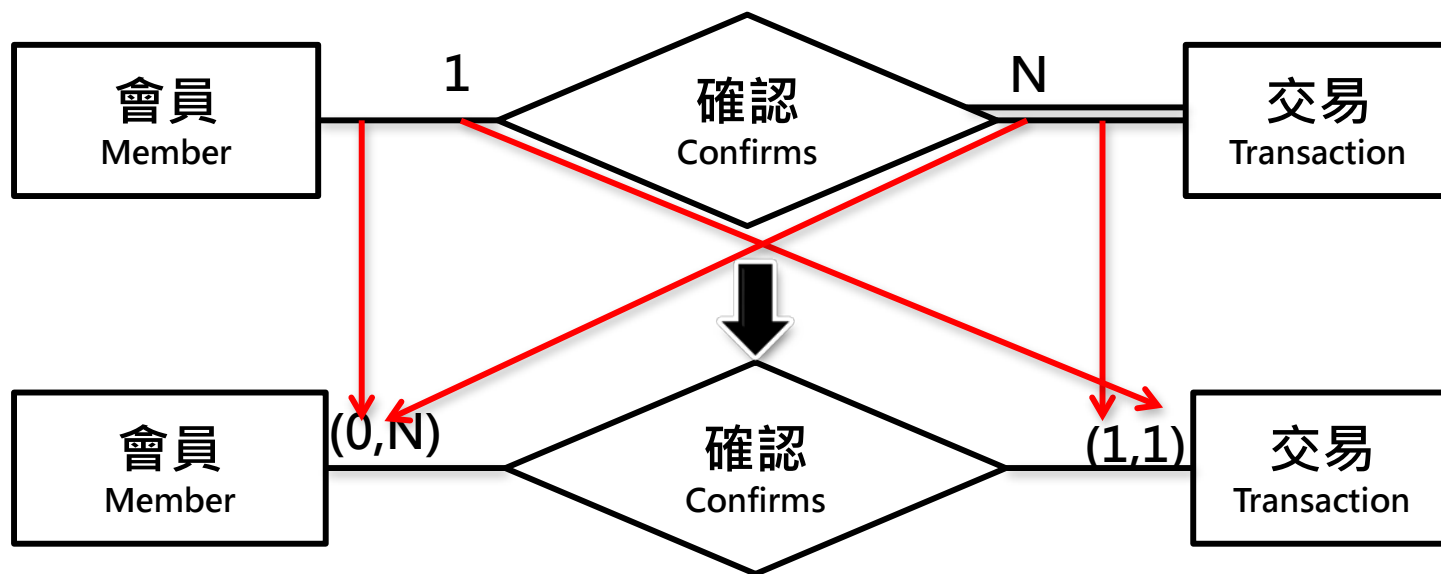 1
N
會員
Member
確認
Confirms
交易
Transaction
(0,N)
(1,1)
會員
Member
確認
Confirms
交易
Transaction